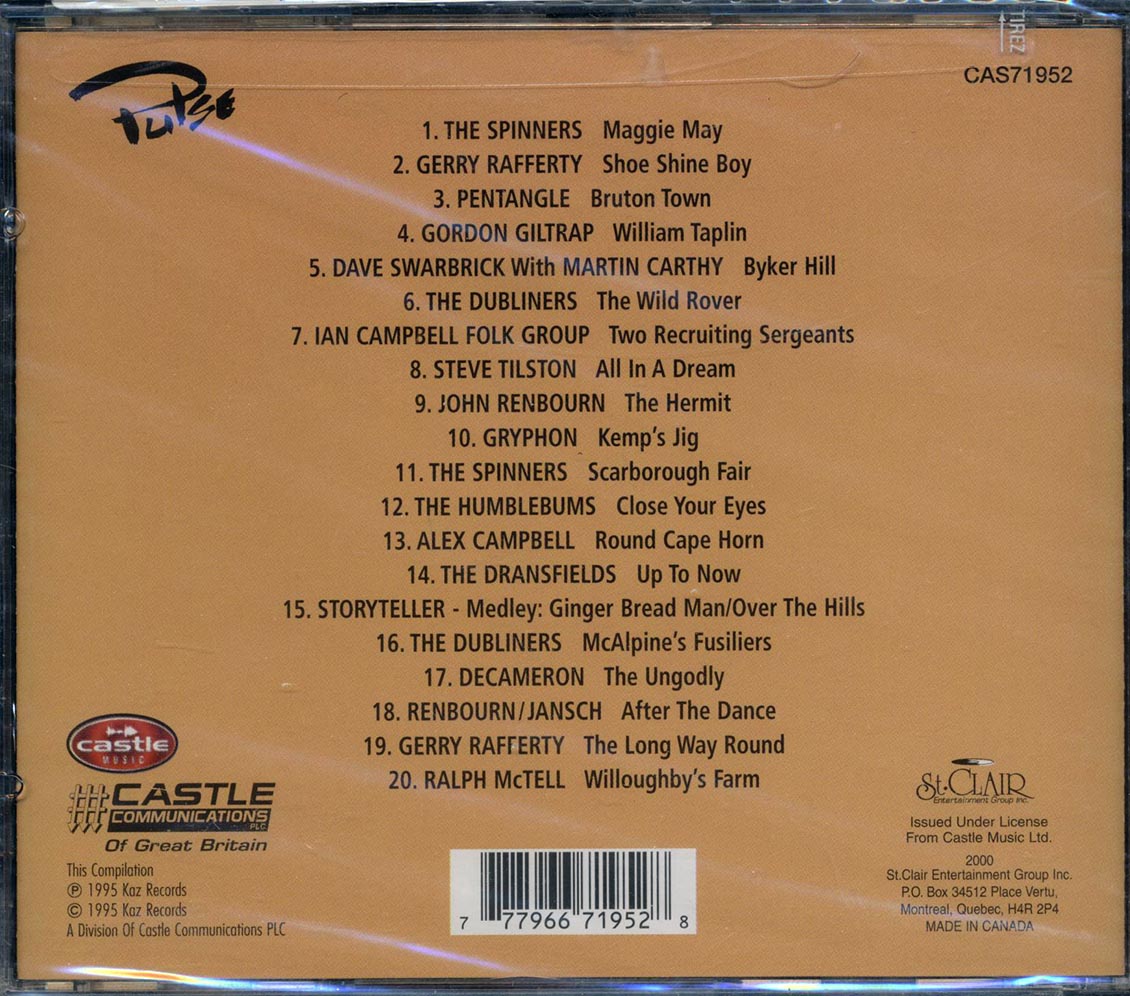 TIREZ
CAS71952
Pulse
1. THE SPINNERS Maggie May
2. GERRY RAFFERTY Shoe Shine Boy
3. PENTANGLE Bruton Town
4. GORDON GILTRAP William Taplin
5. DAVE SWARBRICK With MARTIN CARTHY Byker Hill
6. THE DUBLINERS The Wild Rover
7. IAN CAMPBELL FOLK GROUP Two Recruiting Sergeants
8. STEVE TILSTON All In A Dream
9. JOHN RENBOURN The Hermit
10. GRYPHON Kemp's Jig
11. THE SPINNERS Scarborough Fair
12. THE HUMBLEBUMS Close Your Eyes
13. ALEX CAMPBELL Round Cape Horn
14. THE DRANSFIELDS Up To Now
15. STORYTELLER - Medley: Ginger Bread Man/Over The Hills
16. THE DUBLINERS McAlpine's Fusiliers
17. DECAMERON The Ungodly
18. RENBOURN/JANSCH After The Dance
19. GERRY RAFFERTY The Long Way Round
20. RALPH McTELL Willoughby's Farm
castle
MUSIC
CASTLE
COMMUNICATIONS
PLC
Of Great Britain
This Compilation
℗ 1995 Kaz Records
© 1995 Kaz Records
A Division Of Castle Communications PLC
7 77966 71952 8
St.CLAIR
Entertainment Group Inc.
Issued Under License
From Castle Music Ltd.
2000
St.Clair Entertainment Group Inc.
P.O. Box 34512 Place Vertu,
Montreal, Quebec, H4R 2P4
MADE IN CANADA